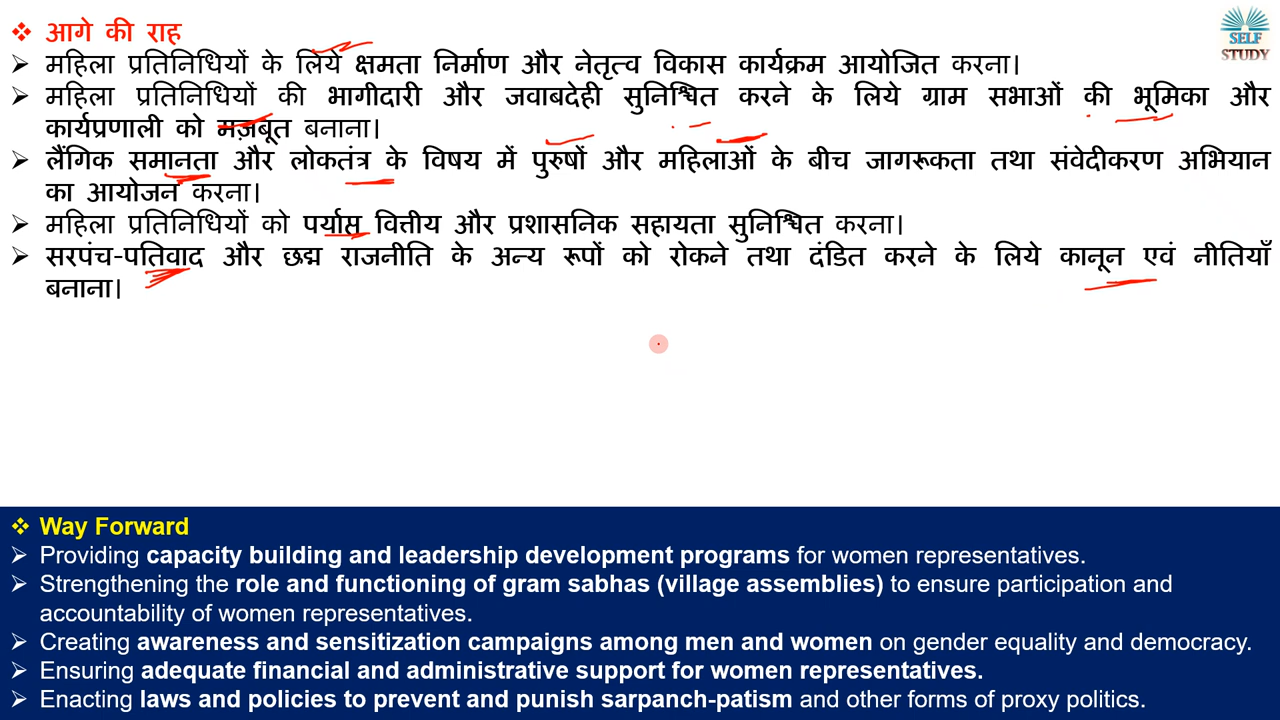 ❖ आगे की राह
SELF
STUDY
➢ महिला प्रतिनिधियों के लिये क्षमता निर्माण और नेतृत्व विकास कार्यक्रम आयोजित करना।
➢ महिला प्रतिनिधियों की भागीदारी और जवाबदेही सुनिश्चित करने के लिये ग्राम सभाओं की भूमिका और
कार्यप्रणाली को मज़बूत बनाना।
➢ लैंगिक समानता और लोकतंत्र के विषय में पुरुषों और महिलाओं के बीच जागरूकता तथा संवेदीकरण अभियान
का आयोजन करना।
➢ महिला प्रतिनिधियों को पर्याप्त वित्तीय और प्रशासनिक सहायता सुनिश्चित करना।
➢ सरपंच-पतिवाद और छद्म राजनीति के अन्य रूपों को रोकने तथा दंडित करने के लिये कानून एवं नीतियाँ
बनाना।
❖ Way Forward
➢ Providing capacity building and leadership development programs for women representatives.
➢ Strengthening the role and functioning of gram sabhas (village assemblies) to ensure participation and
accountability of women representatives.
➢ Creating awareness and sensitization campaigns among men and women on gender equality and democracy.
➢ Ensuring adequate financial and administrative support for women representatives.
➢ Enacting laws and policies to prevent and punish sarpanch-patism and other forms of proxy politics.